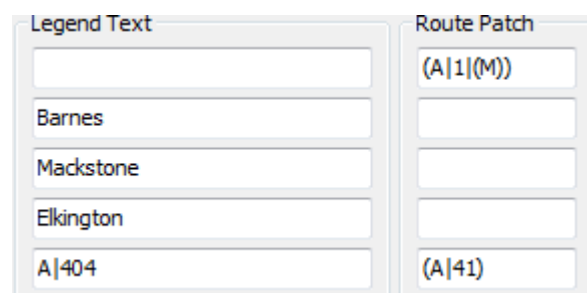 Legend Text Route Patch
(A|1|(M))
Barnes
Mackstone
Elkington
A|404 (A|41)